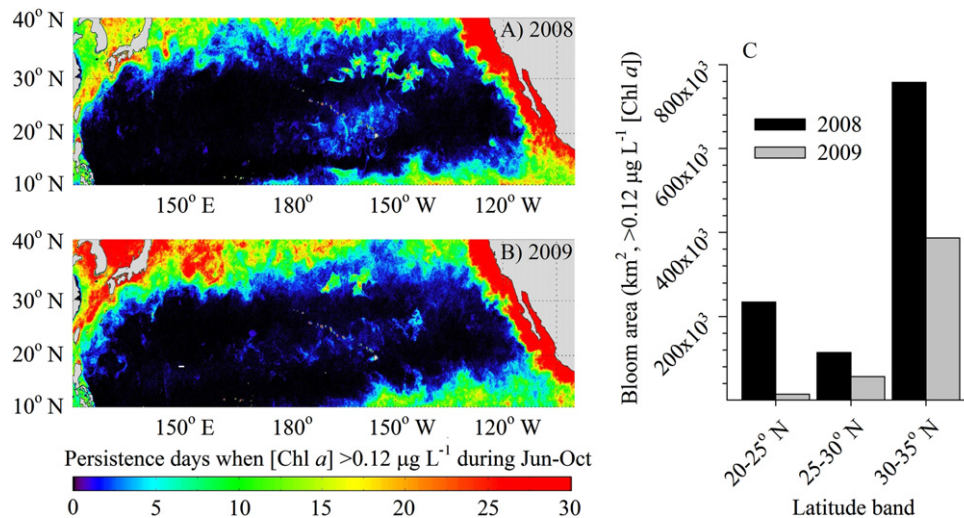 40° N
30° N
20° N
10° N
A) 2008
150° E
180°
150° W
120° W
40° N
30° N
20° N
10° N
B) 2009
150° E
180°
150° W
120° W
Persistence days when [Chl a] >0.12 µg L⁻¹ during Jun-Oct
0 5 10 15 20 25 30
C
Bloom area (km², >0.12 µg L⁻¹ [Chl a])
800x10³
600x10³
400x10³
200x10³
2008
2009
20-25° N
25-30° N
30-35° N
Latitude band